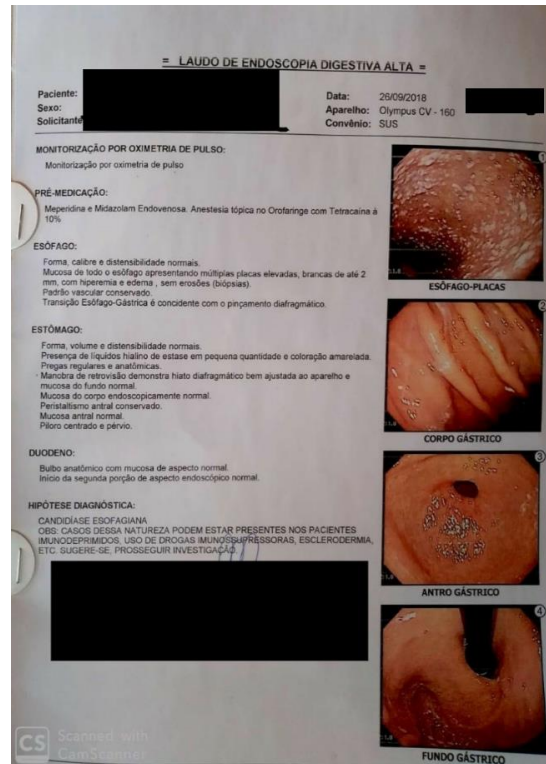 = LAUDO DE ENDOSCOPIA DIGESTIVA ALTA =
Paciente:
Sexo:
Solicitante
Data: 26/09/2018
Aparelho: Olympus CV - 160
Convênio: SUS
MONITORIZAÇÃO POR OXIMETRIA DE PULSO:
Monitorização por oximetria de pulso
PRÉ-MEDICAÇÃO:
Meperidina e Midazolam Endovenosa. Anestesia tópica no Orofaringe com Tetracaina à
10%
ESÔFAGO:
Forma, calibre e distensibilidade normais.
Mucosa de todo o esôfago apresentando múltiplas placas elevadas, brancas de até 2
mm, com hiperemia e edema , sem erosões (biópsias).
Padrão vascular conservado.
Transição Esôfago-Gástrica é concidente com o pinçamento diafragmático.
ESTÔMAGO:
Forma, volume e distensibilidade normais.
Presença de líquidos hialino de estase em pequena quantidade e coloração amarelada.
Pregas regulares e anatômicas.
- Manobra de retrovisão demonstra hiato diafragmático bem ajustada ao aparelho e
mucosa do fundo normal.
Mucosa do corpo endoscopicamente normal.
Peristaltismo antral conservado.
Mucosa antral normal.
Piloro centrado e pérvio.
DUODENO:
Bulbo anatômico com mucosa de aspecto normal.
Início da segunda porção de aspecto endoscópico normal.
HIPÓTESE DIAGNÓSTICA:
CANDIDÍASE ESOFAGIANA
OBS: CASOS DESSA NATUREZA PODEM ESTAR PRESENTES NOS PACIENTES
IMUNODEPRIMIDOS, USO DE DROGAS IMUNOSSUPRESSORAS, ESCLERODERMIA,
ETC. SUGERE-SE, PROSSEGUIR INVESTIGAÇÃO.
1
ESÔFAGO-PLACAS
2
CORPO GÁSTRICO
3
ANTRO GÁSTRICO
4
FUNDO GÁSTRICO
CS Scanned with
CamScanner